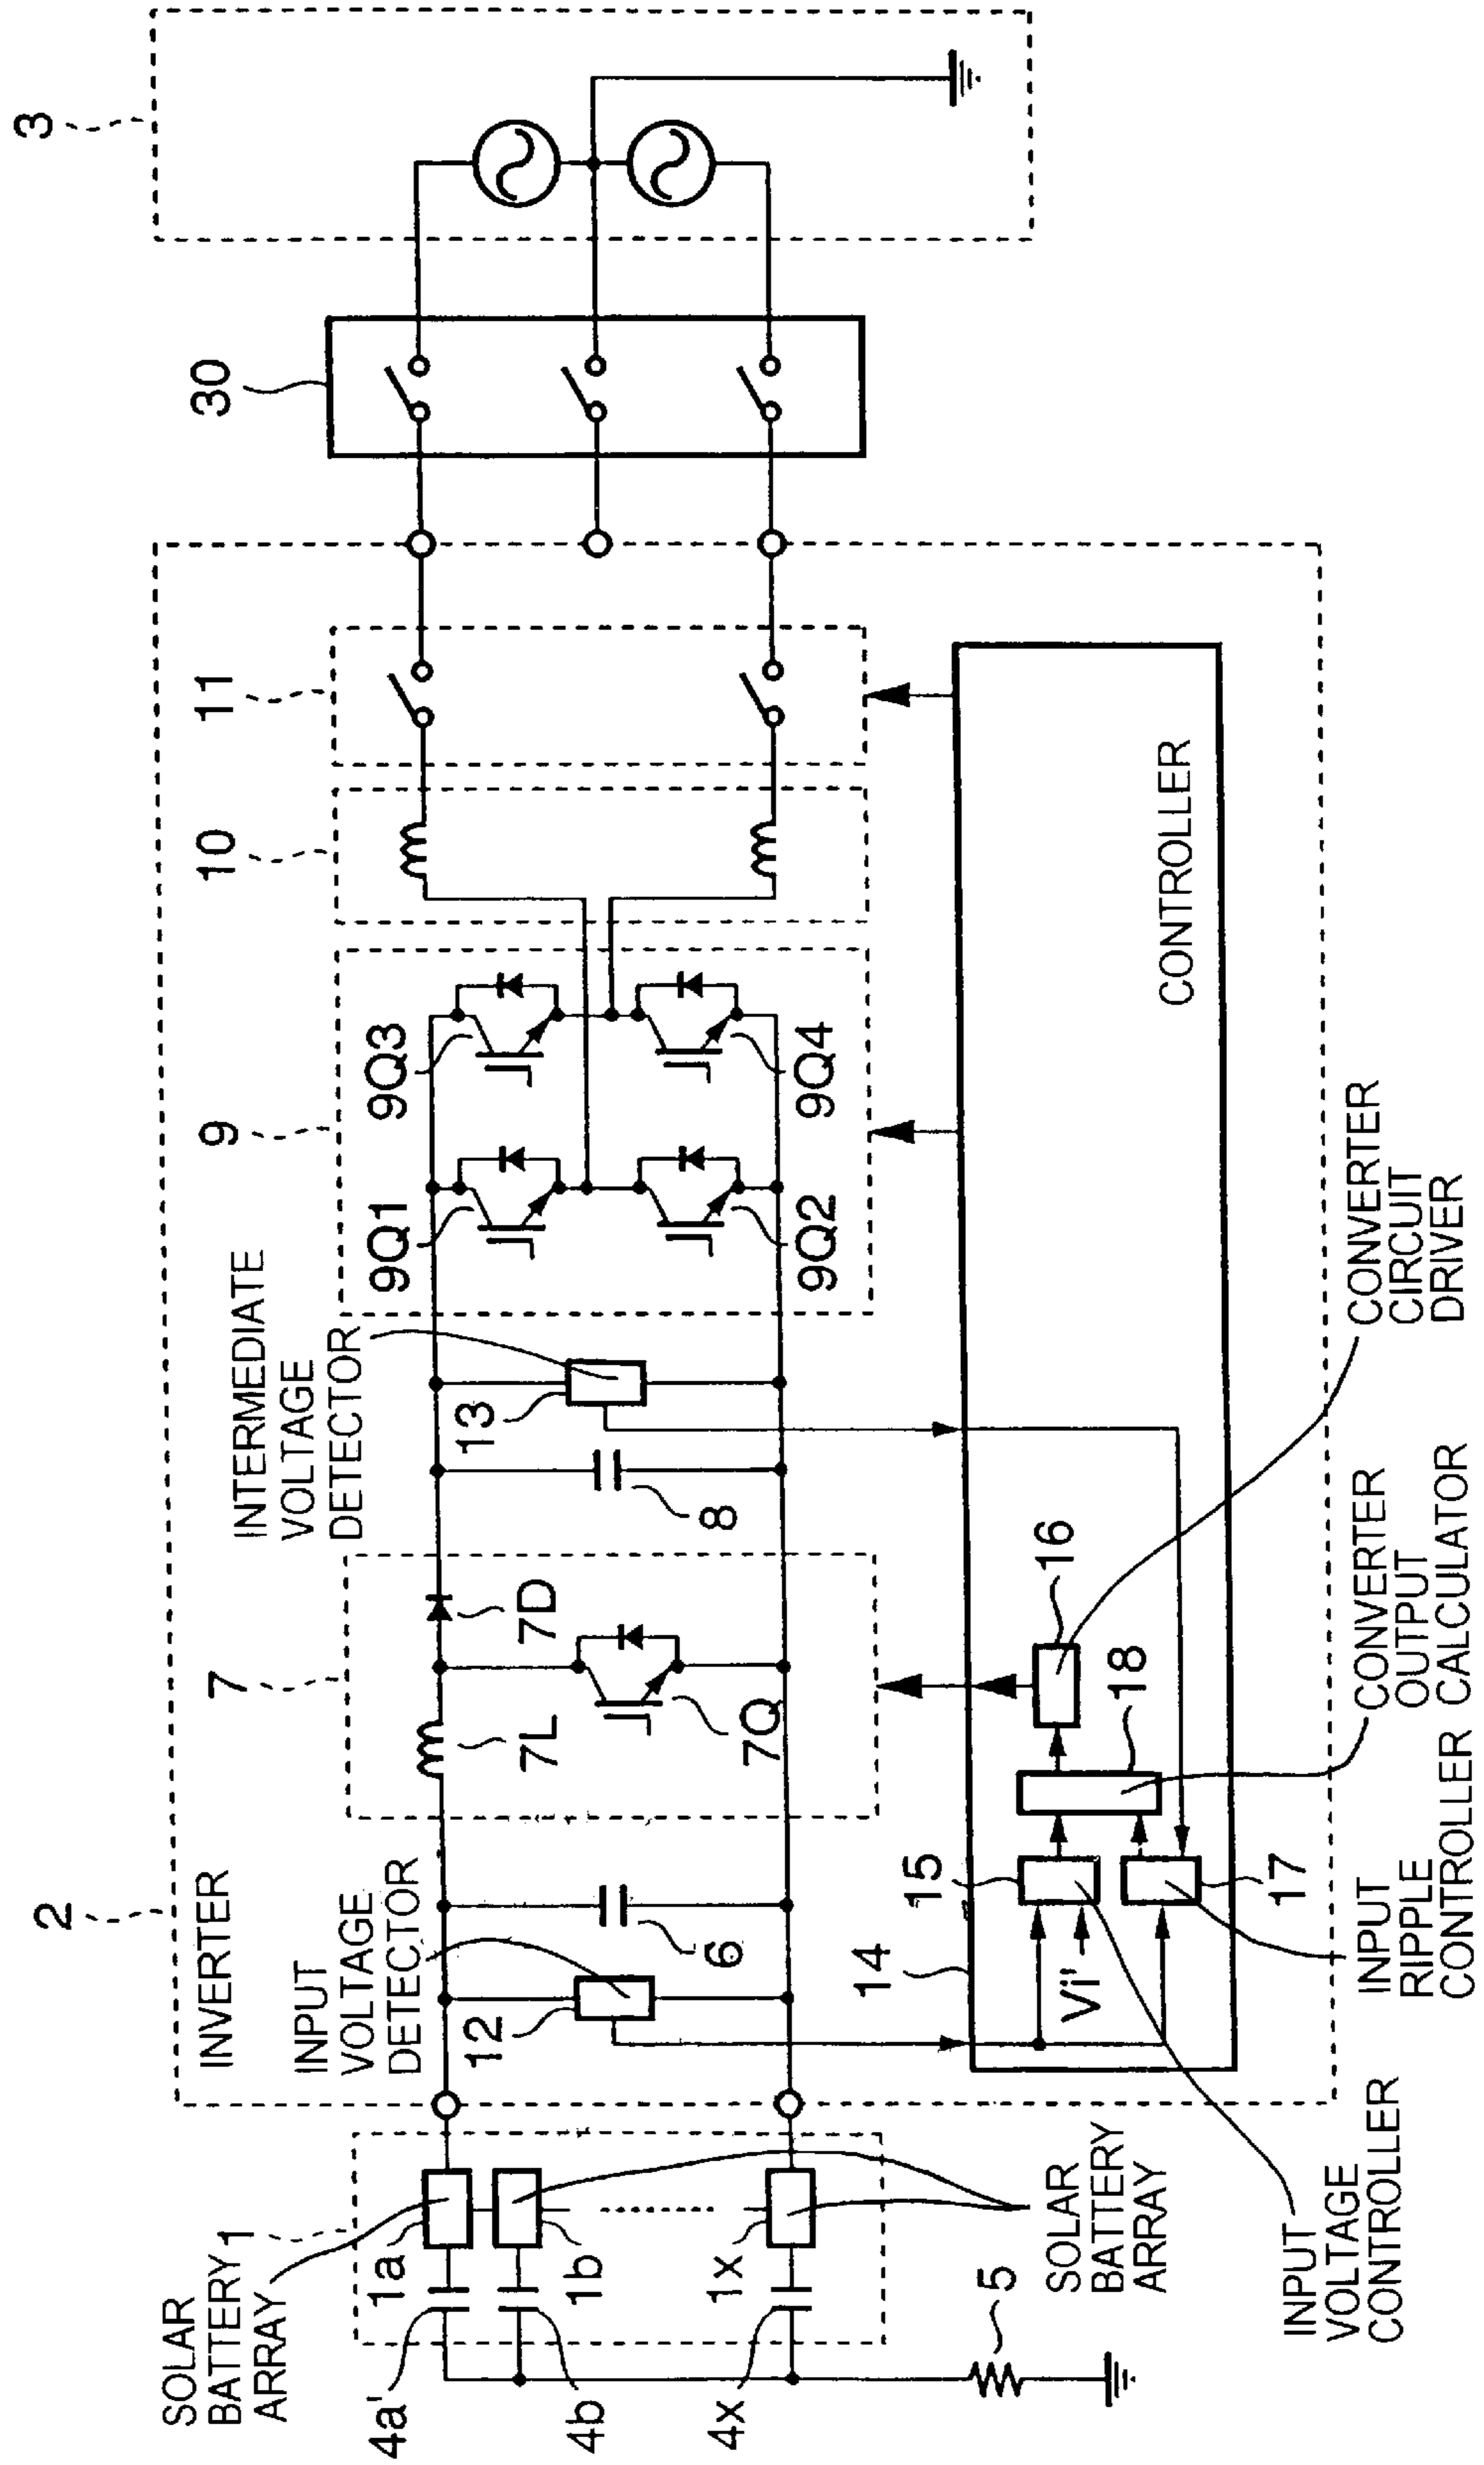 3
30
2
INVERTER
11
10
9
9Q3
9Q1
9Q4
9Q2
INTERMEDIATE
VOLTAGE
DETECTOR
13
8
7
7D
7L
7Q
INPUT
VOLTAGE
DETECTOR
12
6
SOLAR
BATTERY
ARRAY
1
1a
1b
1x
4a'
4b
4x
5
SOLAR
BATTERY
ARRAY
14
CONTROLLER
15
16
17
18
Vi'
CONVERTER
CIRCUIT
DRIVER
CONVERTER
OUTPUT
CALCULATOR
INPUT
RIPPLE
CONTROLLER
INPUT
VOLTAGE
CONTROLLER